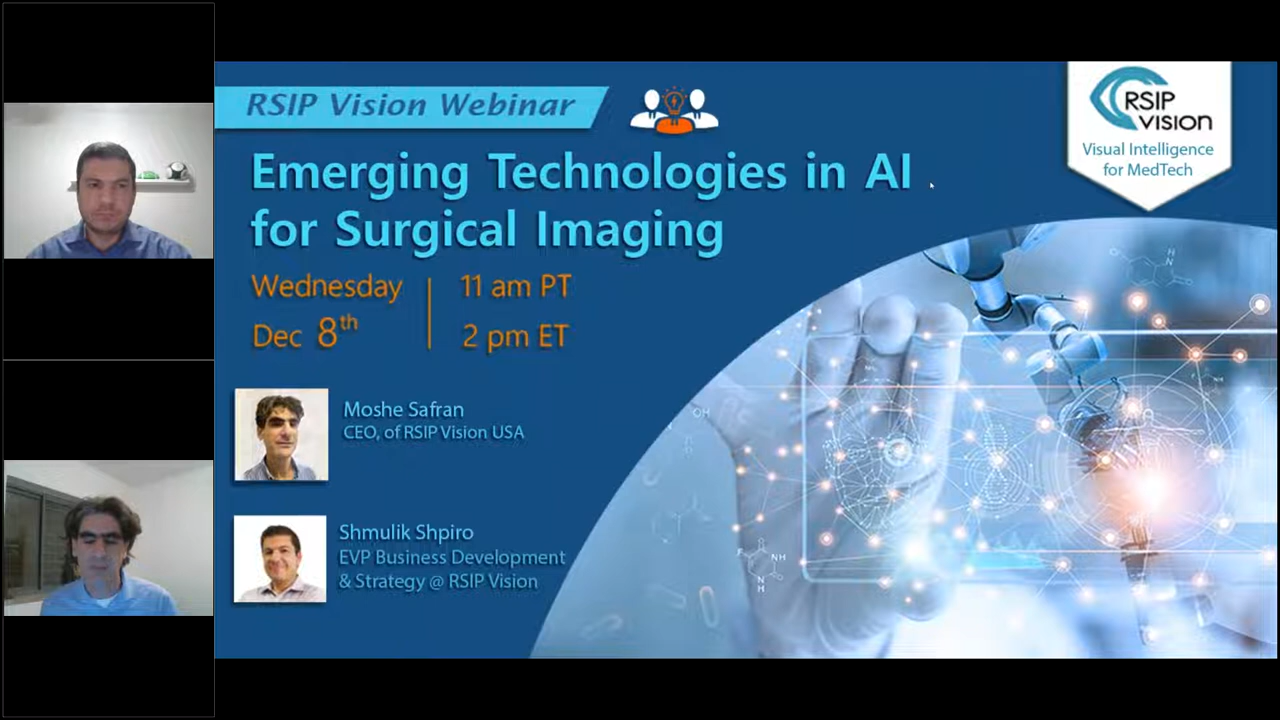 RSIP Vision Webinar
Emerging Technologies in AI
for Surgical Imaging
Wednesday
Dec 8th
11 am PT
2 pm ET
Moshe Safran
CEO, of RSIP Vision USA
Shmulik Shpiro
EVP Business Development
& Strategy @ RSIP Vision
RSIP
vision
Visual Intelligence
for MedTech
OH
O
H
N
F
O
NH
N
H
O